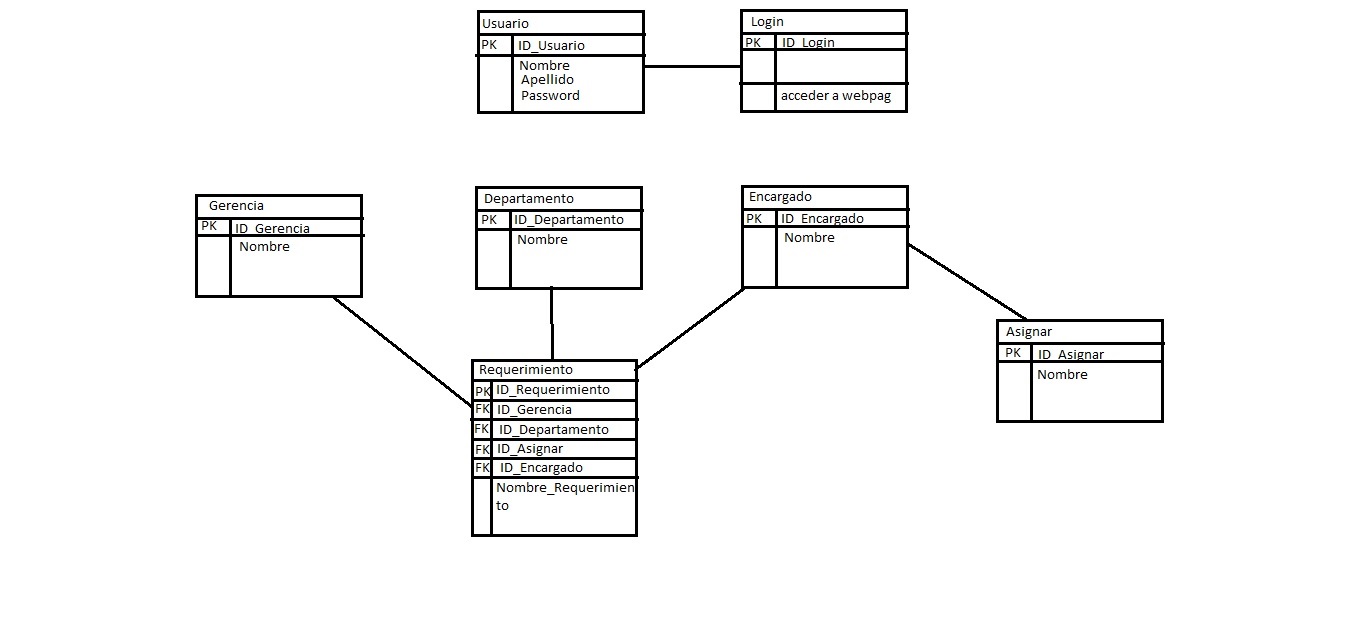 Usuario
PK ID_Usuario
Nombre
Apellido
Password
Login
PK ID_Login
acceder a webpag
Gerencia
PK ID_Gerencia
Nombre
Departamento
PK ID_Departamento
Nombre
Encargado
PK ID_Encargado
Nombre
Asignar
PK ID_Asignar
Nombre
Requerimiento
PK ID_Requerimiento
FK ID_Gerencia
FK ID_Departamento
FK ID_Asignar
FK ID_Encargado
Nombre_Requerimien
to